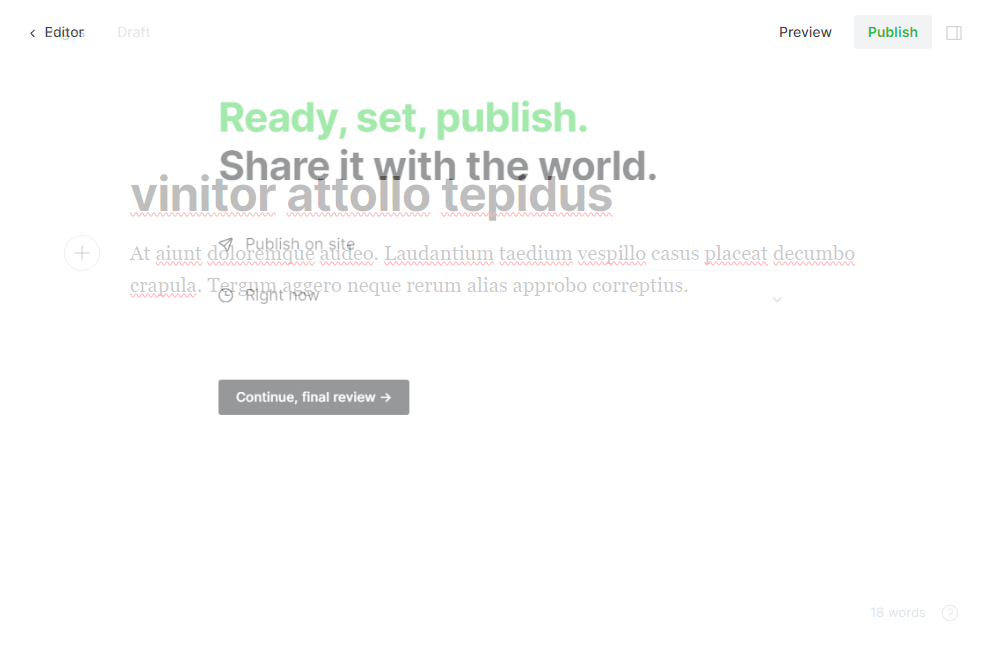 Editor
Draft
Preview
Publish
Ready, set, publish.
Share it with the world.
vinitor attollo tepidus
Publish on site
At aiunt doloremque audeo. Laudantium taedium vespillo casus placeat decumbo
crapula. Tergum aggero neque rerum alias approbo correptius.
Right now
Continue, final review →
18 words